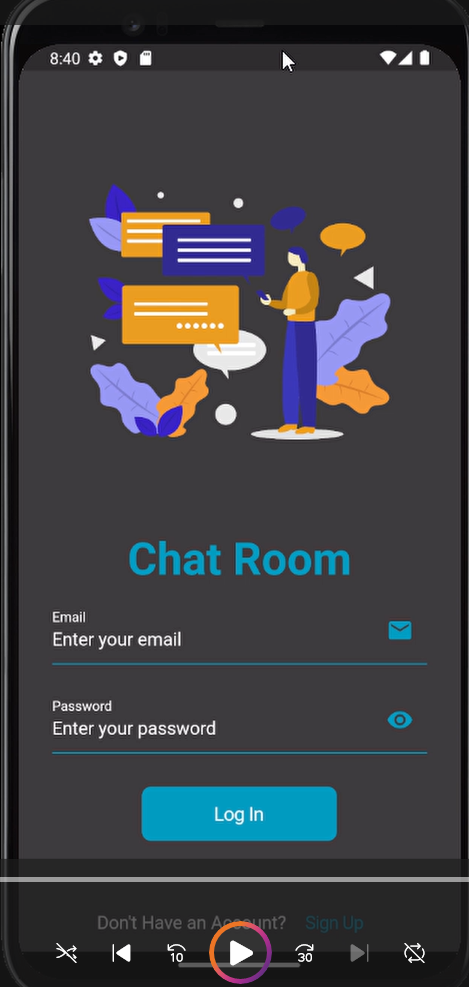 8:40
Chat Room
Email
Enter your email
Password
Enter your password
Log In
Don't Have an Account? Sign Up
10
30